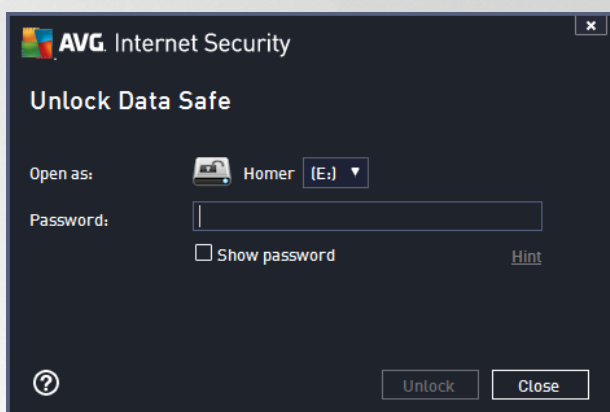 AVG. Internet Security
Unlock Data Safe
Open as: Homer (E:)
Password:
Show password Hint
Unlock Close